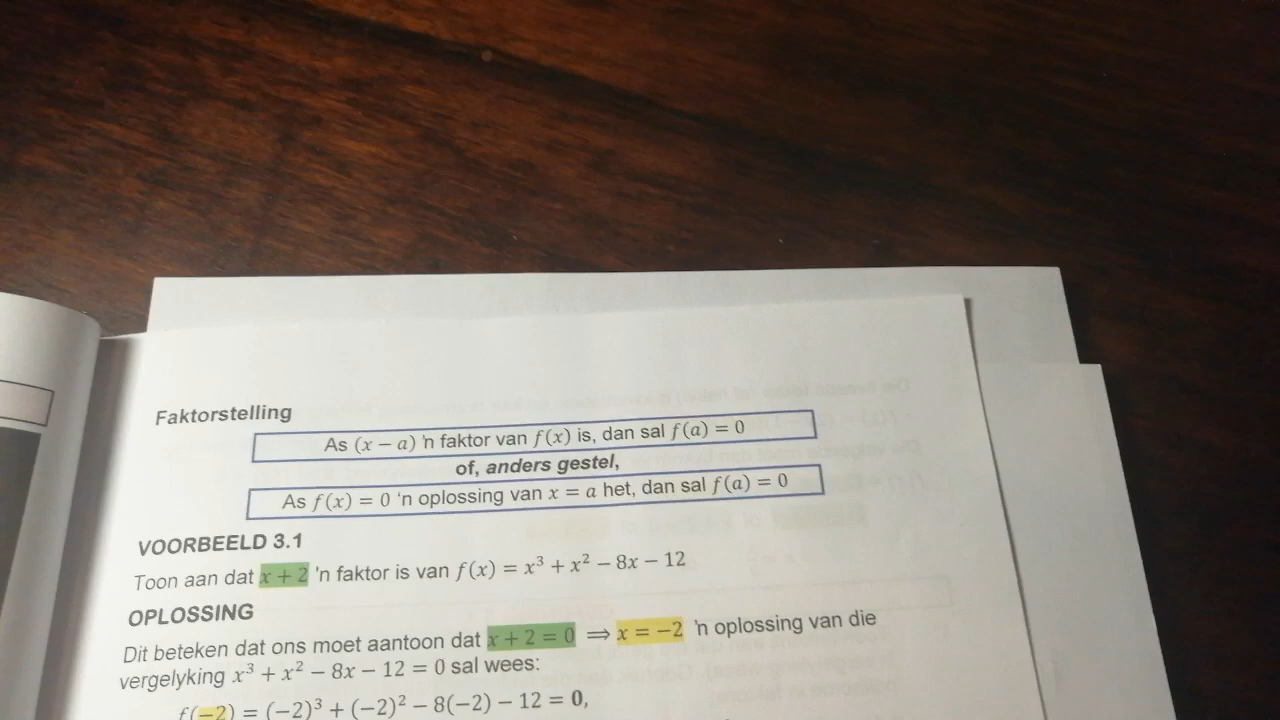 Faktorstelling
As (x − a) 'n faktor van f(x) is, dan sal f(a) = 0
of, anders gestel,
As f(x) = 0 'n oplossing van x = a het, dan sal f(a) = 0
VOORBEELD 3.1
Toon aan dat x + 2 'n faktor is van f(x) = x³ + x² − 8x − 12
OPLOSSING
Dit beteken dat ons moet aantoon dat x + 2 = 0 ⟹ x = −2 'n oplossing van die
vergelyking x³ + x² − 8x − 12 = 0 sal wees:
f(−2) = (−2)³ + (−2)² − 8(−2) − 12 = 0,